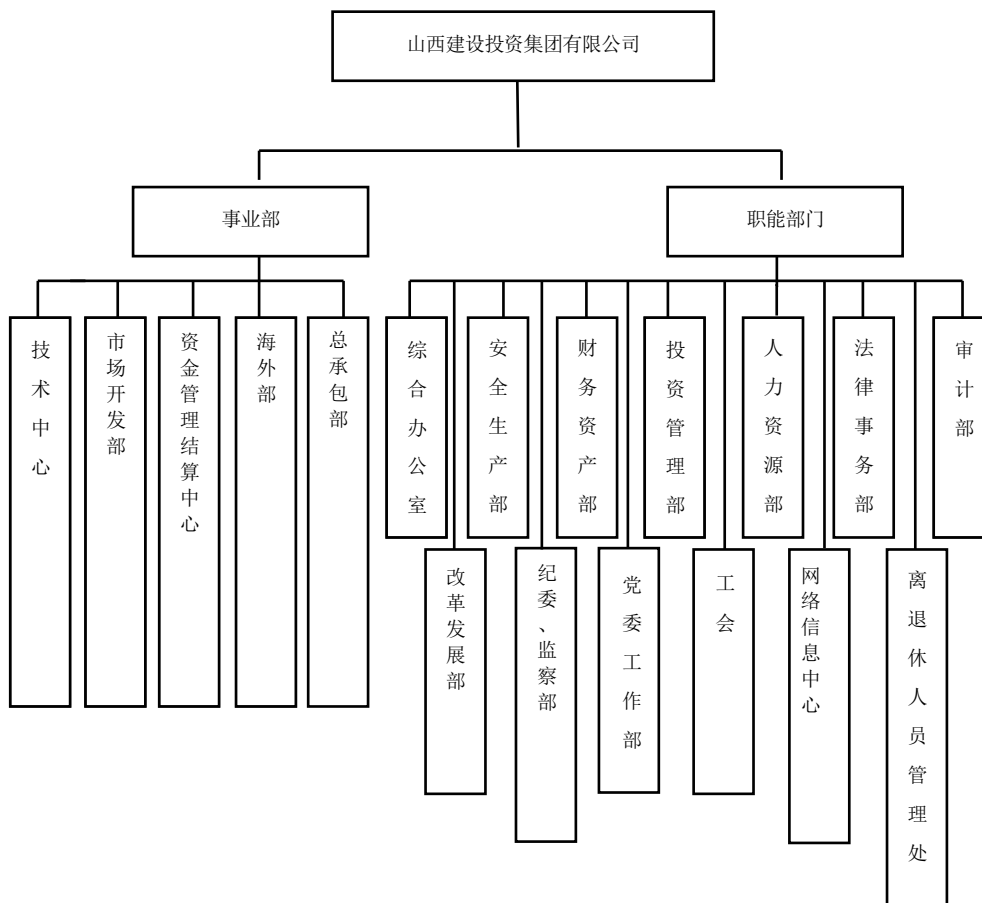 山西建设投资集团有限公司
事业部
职能部门
技术中心
市场开发部
资金管理结算中心
海外部
总承包部
综合办公室
安全生产部
财务资产部
投资管理部
人力资源部
法律事务部
审计部
改革发展部
纪委、监察部
党委工作部
工会
网络信息中心
离退休人员管理处